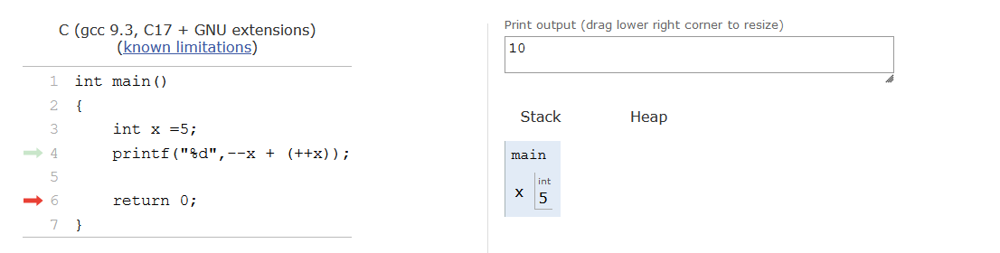 C (gcc 9.3, C17 + GNU extensions)
(known limitations)
1 int main()
2 {
3 int x =5;
4 printf("%d",--x + (++x));
5
6 return 0;
7 }
Print output (drag lower right corner to resize)
10
Stack Heap
main
int
x 5